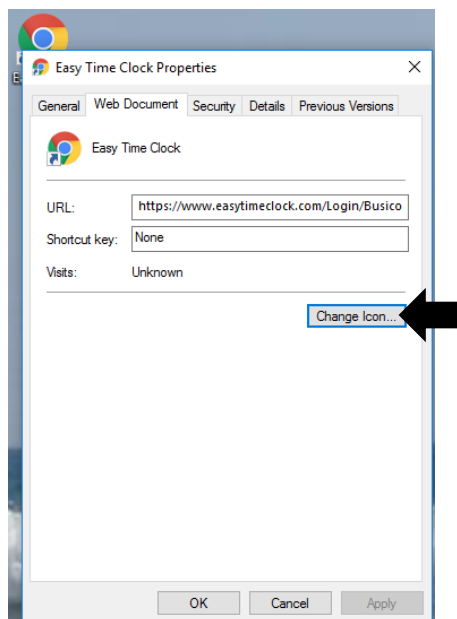 E
Easy Time Clock Properties
General Web Document Security Details Previous Versions
Easy Time Clock
URL: https://www.easytimeclock.com/Login/Busico
Shortcut key: None
Visits: Unknown
Change Icon...
OK Cancel Apply